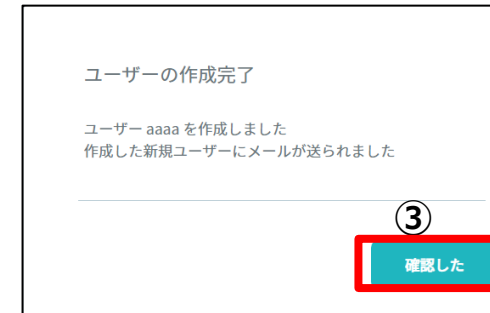 ユーザーの作成完了
ユーザー aaaa を作成しました
作成した新規ユーザーにメールが送られました
③
確認した